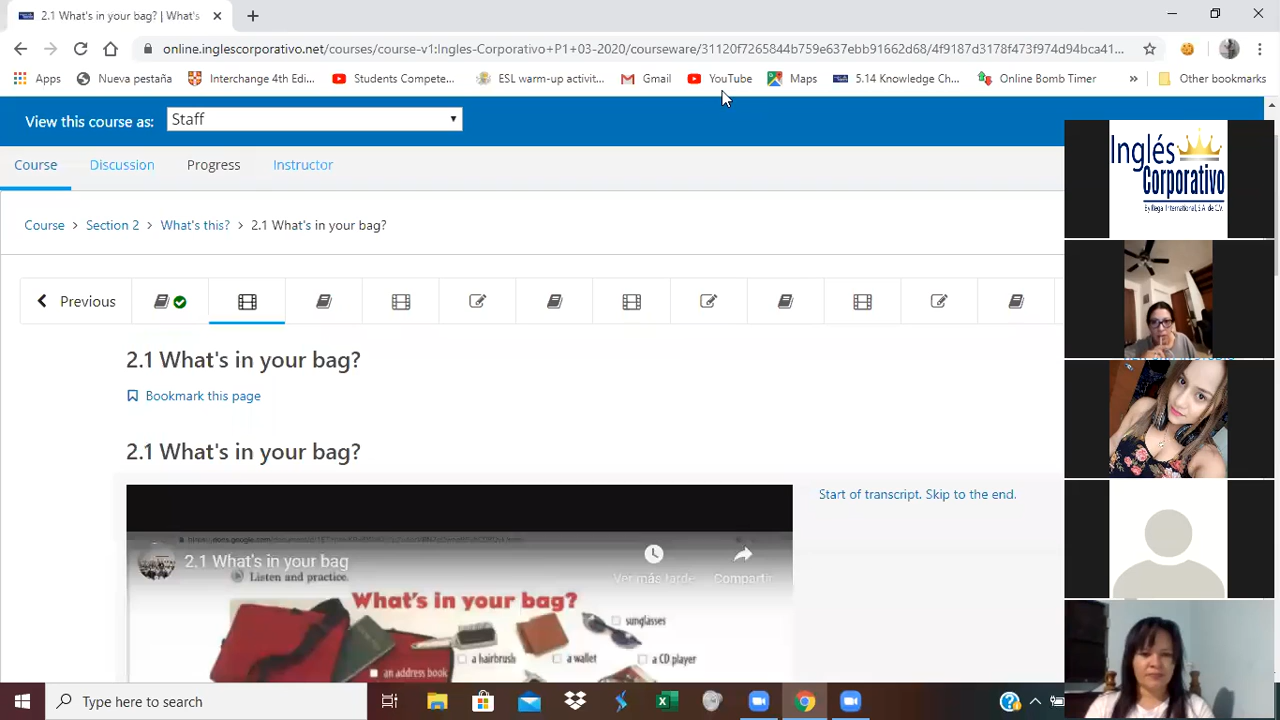 2.1 What's in your bag? | What's
online.inglescorporativo.net/courses/course-v1:Ingles-Corporativo+P1+03-2020/courseware/31120f7265844b759e637ebb91662d68/4f9187d3178f473f974d94bca41...
Apps
Nueva pestaña
Interchange 4th Edi...
Students Compete...
ESL warm-up activit...
Gmail
YouTube
Maps
5.14 Knowledge Ch...
Online Bomb Timer
»
Other bookmarks
View this course as:
Staff
Course
Discussion
Progress
Instructor
Course > Section 2 > What's this? > 2.1 What's in your bag?
Previous
2.1 What's in your bag?
Bookmark this page
2.1 What's in your bag?
Start of transcript. Skip to the end.
2.1 What's in your bag
Ver más tarde
Compartir
Listen and practice.
What's in your bag?
sunglasses
a hairbrush
a wallet
a CD player
an address book
Inglés
Corporativo
Type here to search